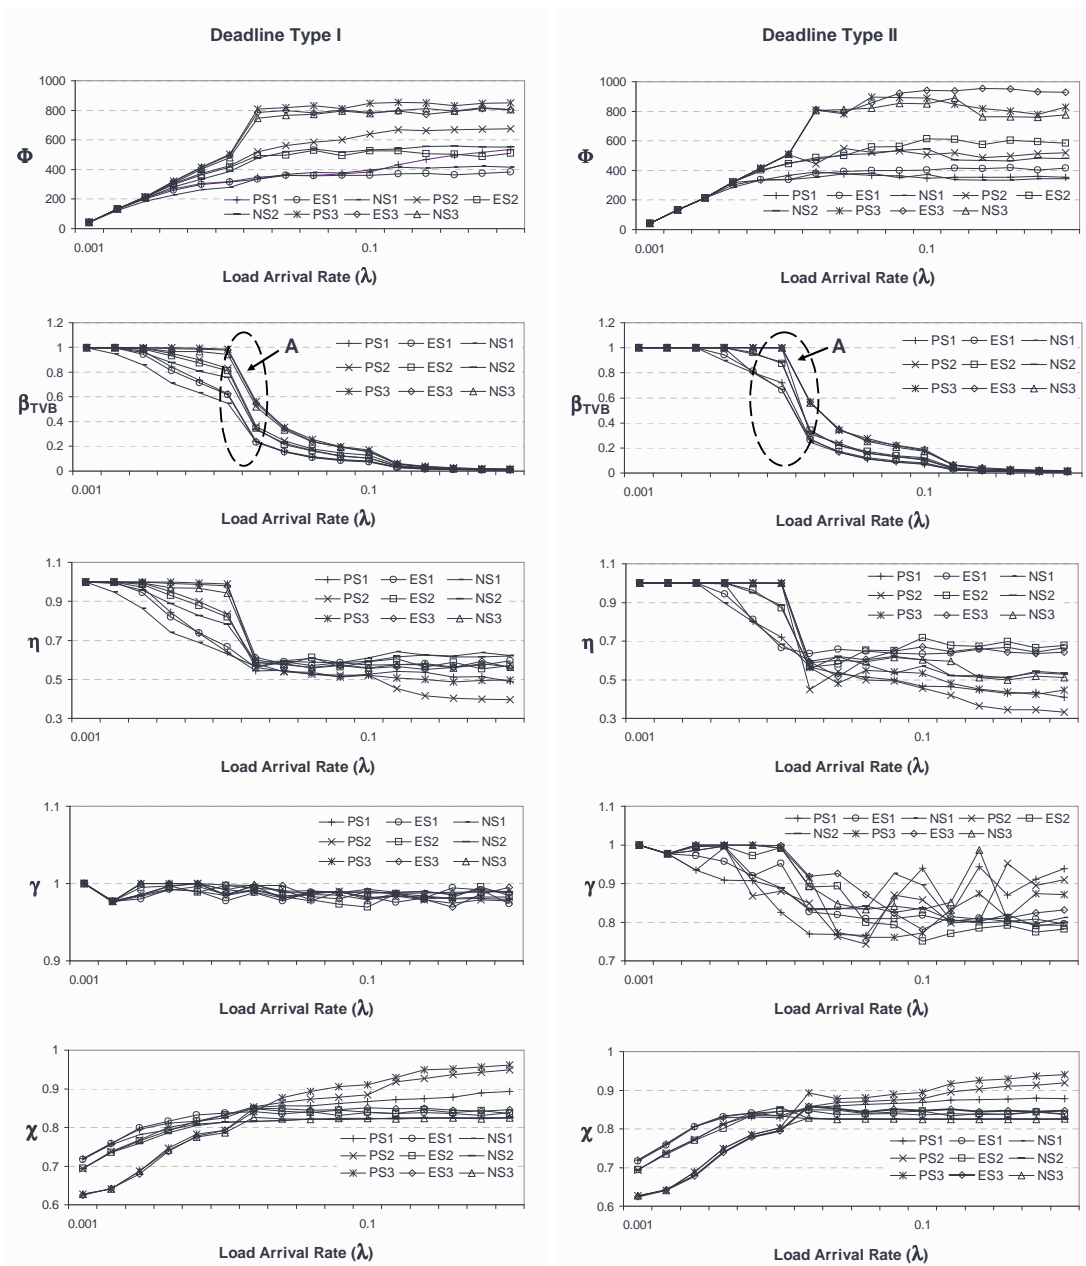 Deadline Type I
Deadline Type II
1000
800
600
400
200
0
Φ
0.001
0.1
PS1 ES1 NS1 PS2 ES2
NS2 PS3 ES3 NS3
Load Arrival Rate (λ)
1000
800
600
400
200
0
Φ
0.001
0.1
PS1 ES1 NS1 PS2 ES2
NS2 PS3 ES3 NS3
Load Arrival Rate (λ)
1.2
1
0.8
0.6
0.4
0.2
0
βTVB
A
PS1 ES1 NS1
PS2 ES2 NS2
PS3 ES3 NS3
0.001
0.1
Load Arrival Rate (λ)
1.2
1
0.8
0.6
0.4
0.2
0
βTVB
A
PS1 ES1 NS1
PS2 ES2 NS2
PS3 ES3 NS3
0.001
0.1
Load Arrival Rate (λ)
1.1
0.9
0.7
0.5
0.3
η
PS1 ES1 NS1
PS2 ES2 NS2
PS3 ES3 NS3
0.001
0.1
Load Arrival Rate (λ)
1.1
0.9
0.7
0.5
0.3
η
PS1 ES1 NS1
PS2 ES2 NS2
PS3 ES3 NS3
0.001
0.1
Load Arrival Rate (λ)
1.1
1
0.9
γ
PS1 ES1 NS1
PS2 ES2 NS2
PS3 ES3 NS3
0.001
0.1
Load Arrival Rate (λ)
1.1
1
0.9
0.8
0.7
γ
PS1 ES1 NS1 PS2 ES2
NS2 PS3 ES3 NS3
0.001
0.1
Load Arrival Rate (λ)
1
0.9
0.8
0.7
0.6
χ
PS1 ES1 NS1
PS2 ES2 NS2
PS3 ES3 NS3
0.001
0.1
Load Arrival Rate (λ)
1
0.9
0.8
0.7
0.6
χ
PS1 ES1 NS1
PS2 ES2 NS2
PS3 ES3 NS3
0.001
0.1
Load Arrival Rate (λ)